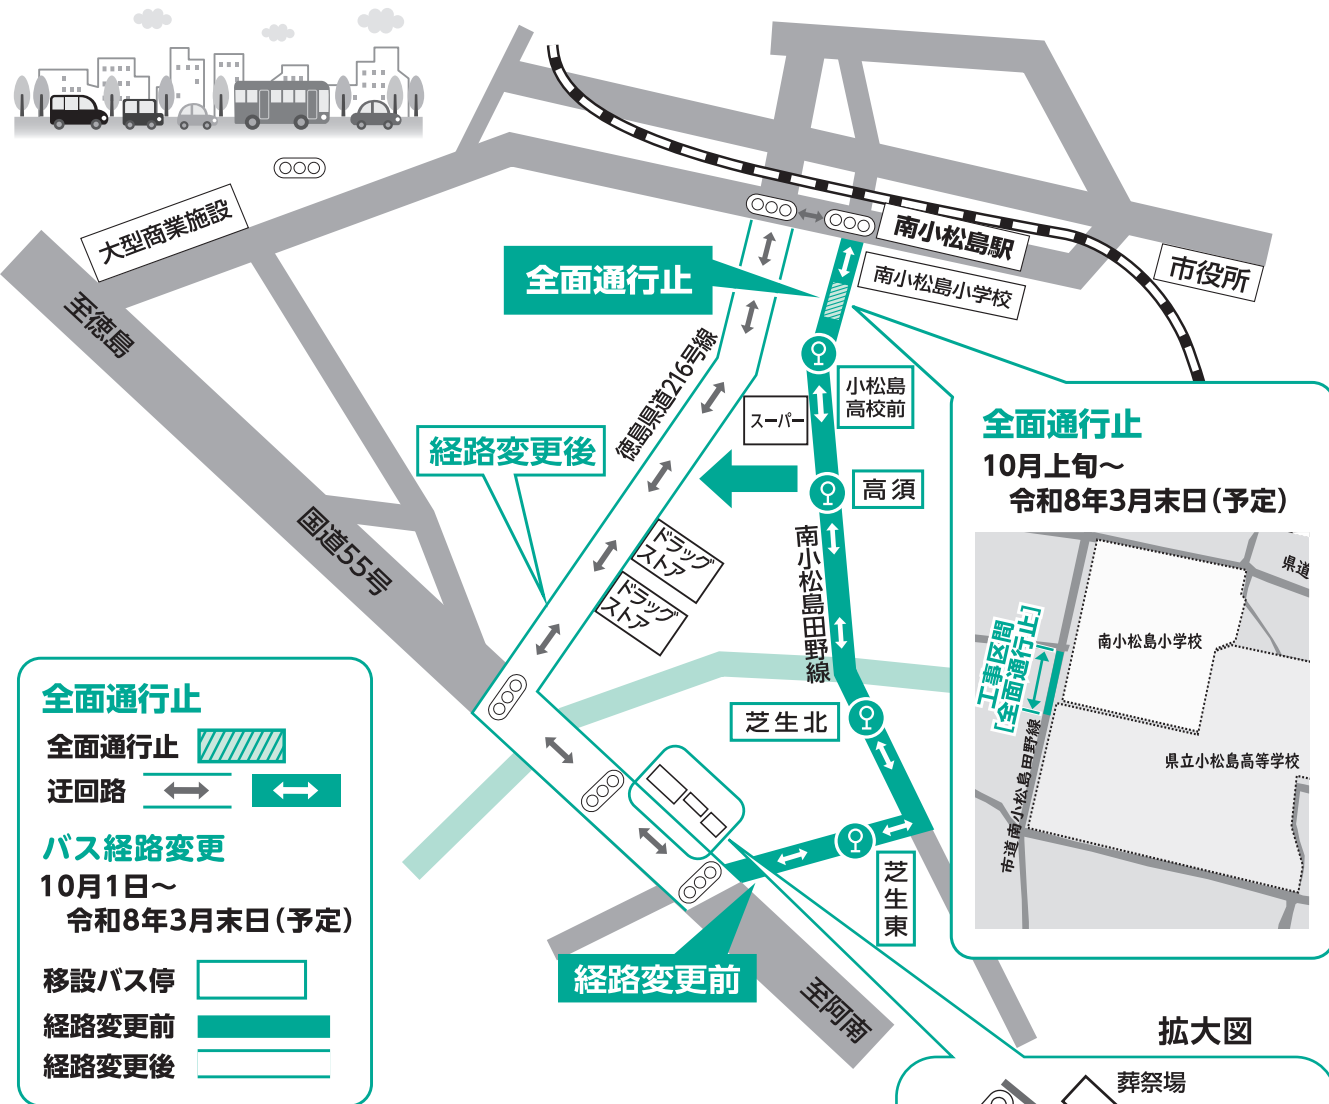 大型商業施設
至徳島
国道55号
全面通行止
徳島県道216号線
経路変更後
南小松島駅
南小松島小学校
市役所
小松島
高校前
スーパー
高須
ドラッグ
ストア
ドラッグ
ストア
南小松島田野線
芝生北
芝生東
経路変更前
至阿南
全面通行止
10月上旬～
令和8年3月末日(予定)
県道
南小松島小学校
工事区間
[全面通行止]
県立小松島高等学校
市道南小松島田野線
全面通行止
全面通行止
迂回路
バス経路変更
10月1日～
令和8年3月末日(予定)
移設バス停
経路変更前
経路変更後
拡大図
葬祭場